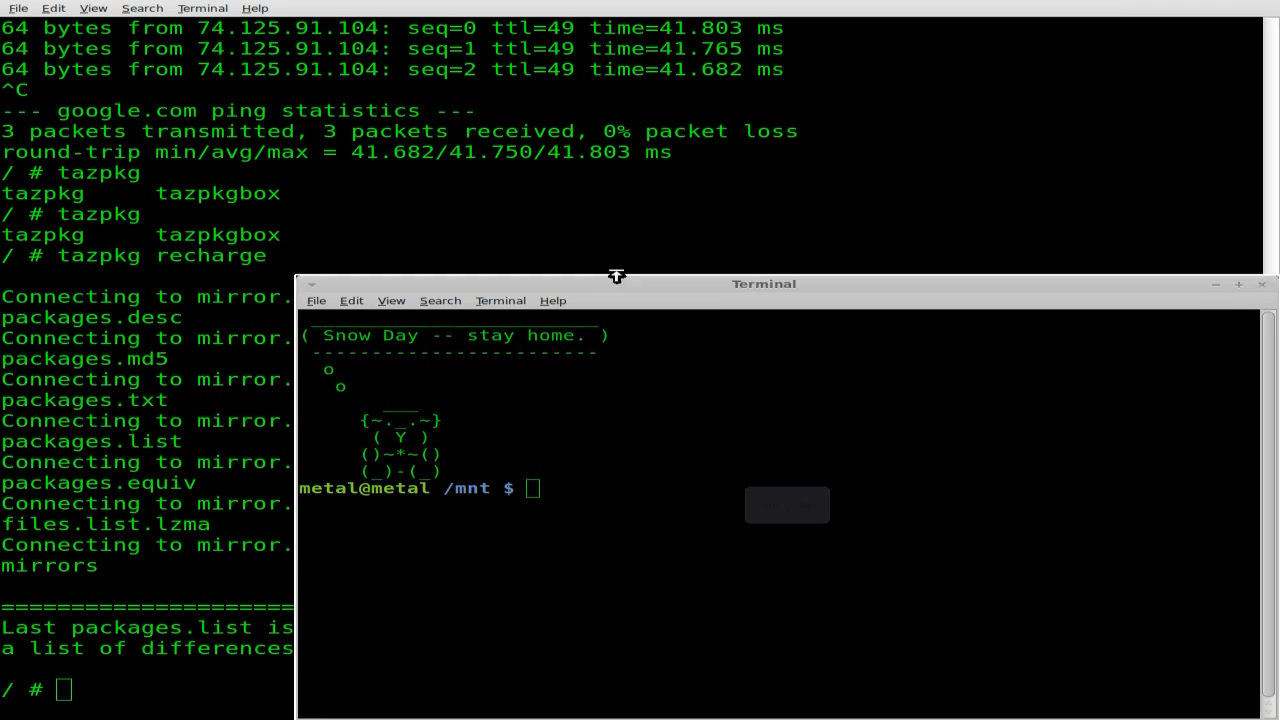 File Edit View Search Terminal Help
64 bytes from 74.125.91.104: seq=0 ttl=49 time=41.803 ms
64 bytes from 74.125.91.104: seq=1 ttl=49 time=41.765 ms
64 bytes from 74.125.91.104: seq=2 ttl=49 time=41.682 ms
^C
--- google.com ping statistics ---
3 packets transmitted, 3 packets received, 0% packet loss
round-trip min/avg/max = 41.682/41.750/41.803 ms
/ # tazpkg
tazpkg tazpkgbox
/ # tazpkg
tazpkg tazpkgbox
/ # tazpkg recharge
Connecting to mirror.
packages.desc
Connecting to mirror.
packages.md5
Connecting to mirror.
packages.txt
Connecting to mirror.
packages.list
Connecting to mirror.
packages.equiv
Connecting to mirror.
files.list.lzma
Connecting to mirror.
mirrors
=====================
Last packages.list is
a list of differences
/ #
Terminal
File Edit View Search Terminal Help
________________________
( Snow Day -- stay home. )
------------------------
o
o
___
{~._.~}
( Y )
()~*~()
(_)-(_)
metal@metal /mnt $